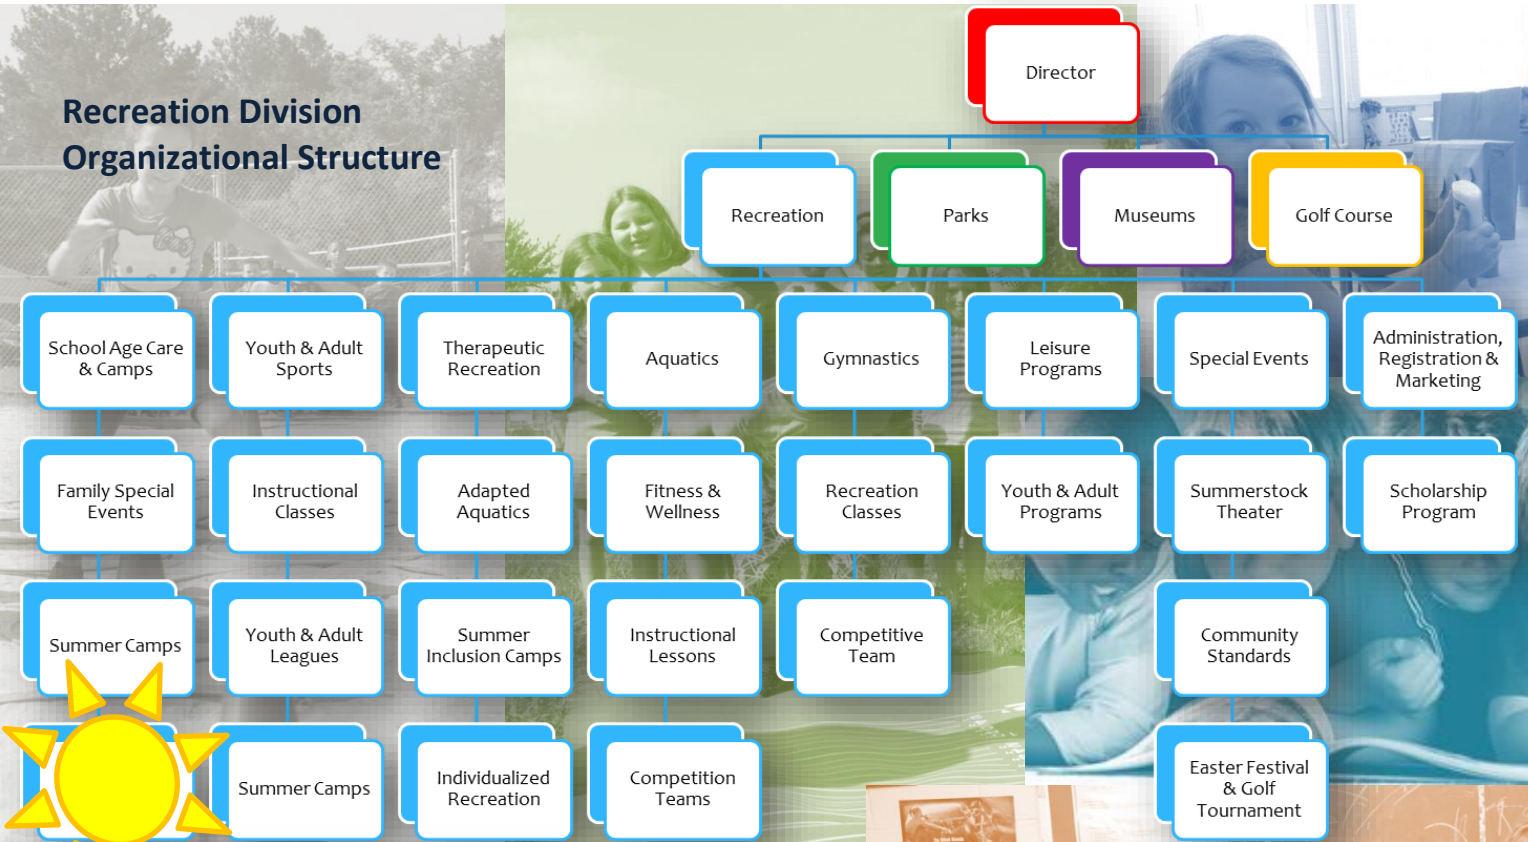 Recreation Division
Organizational Structure
Director
Recreation
Parks
Museums
Golf Course
School Age Care
& Camps
Youth & Adult
Sports
Therapeutic
Recreation
Aquatics
Gymnastics
Leisure
Programs
Special Events
Administration,
Registration &
Marketing
Family Special
Events
Instructional
Classes
Adapted
Aquatics
Fitness &
Wellness
Recreation
Classes
Youth & Adult
Programs
Summerstock
Theater
Scholarship
Program
Summer Camps
Youth & Adult
Leagues
Summer
Inclusion Camps
Instructional
Lessons
Competitive
Team
Community
Standards
Summer Camps
Individualized
Recreation
Competition
Teams
Easter Festival
& Golf
Tournament